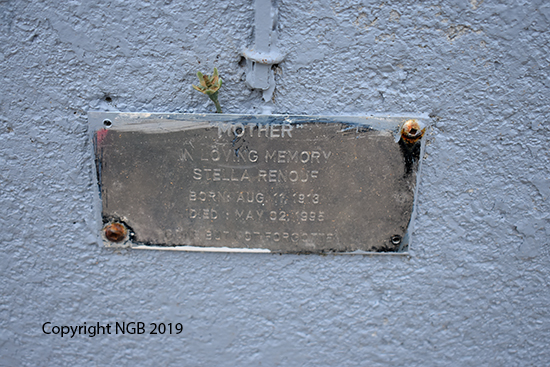 "MOTHER"
IN LOVING MEMORY
STELLA RENOUF
BORN: AUG, 11, 1913
DIED : MAY 02, 1995
BUT NOT FORGOTTEN
Copyright NGB 2019